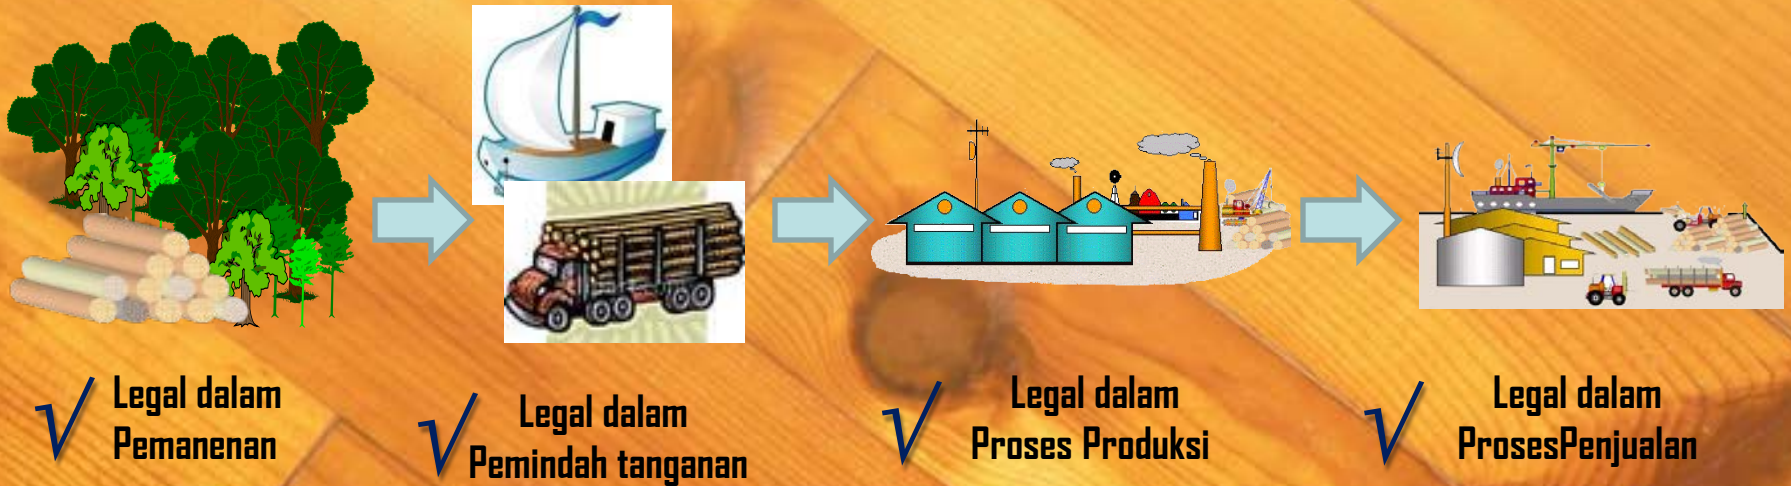 √ Legal dalam
Pemanenan
√ Legal dalam
Pemindah tanganan
√ Legal dalam
Proses Produksi
√ Legal dalam
ProsesPenjualan